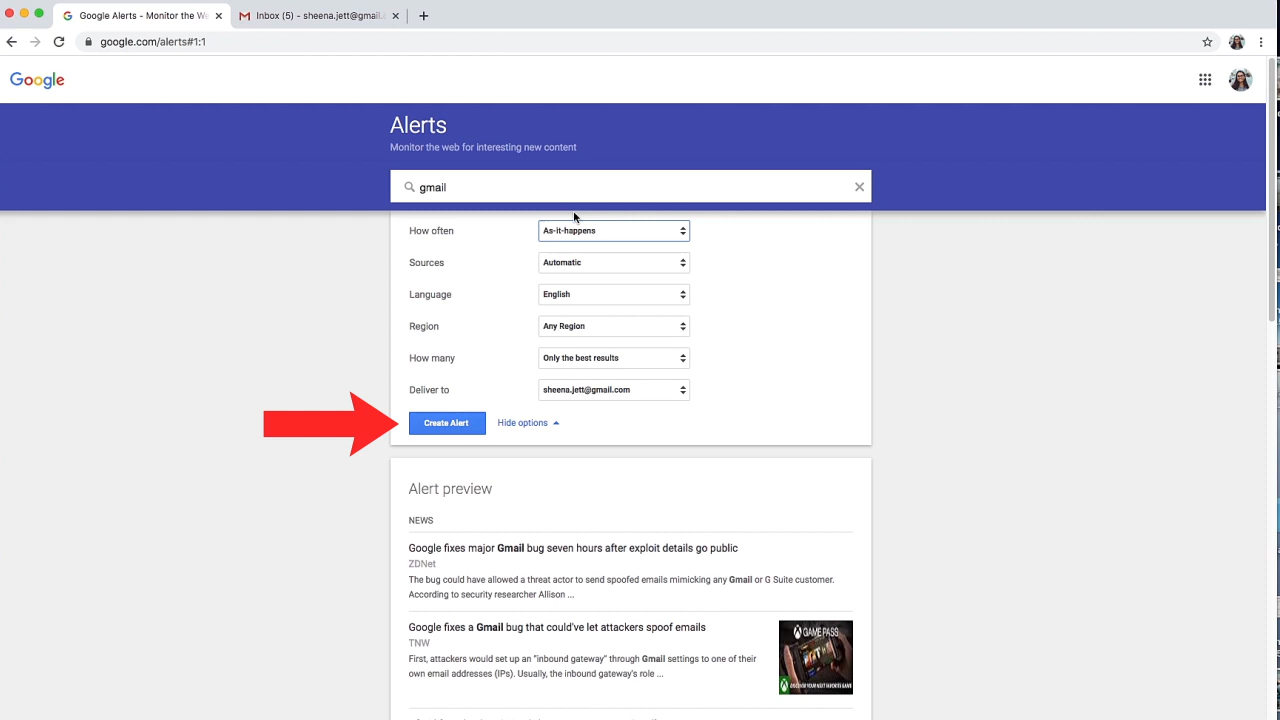 Google Alerts - Monitor the W
Inbox (5) - sheena.jett@gmail.
google.com/alerts#1:1
Google
Alerts
Monitor the web for interesting new content
gmail
How often As-it-happens
Sources Automatic
Language English
Region Any Region
How many Only the best results
Deliver to sheena.jett@gmail.com
Create Alert Hide options
Alert preview
NEWS
Google fixes major Gmail bug seven hours after exploit details go public
ZDNet
The bug could have allowed a threat actor to send spoofed emails mimicking any Gmail or G Suite customer.
According to security researcher Allison ...
Google fixes a Gmail bug that could've let attackers spoof emails
TNW
First, attackers would set up an "inbound gateway" through Gmail settings to one of their
own email addresses (IPs). Usually, the inbound gateway's role ...
GAME PASS
DISCOVER YOUR NEXT FAVORITE GAME